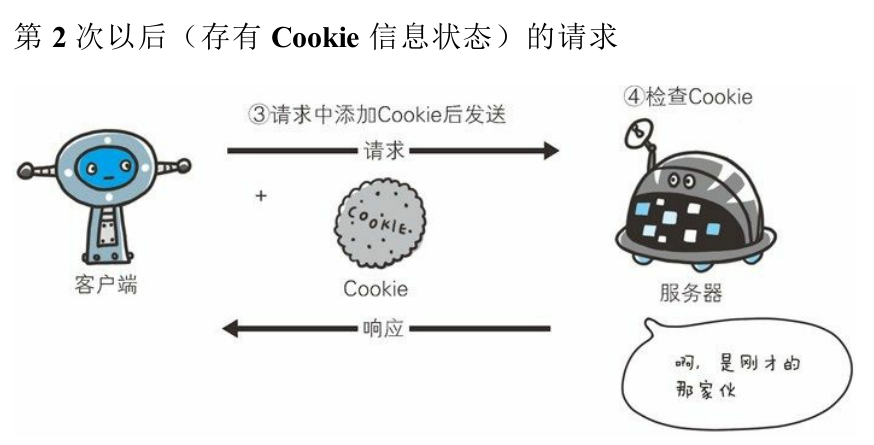 第 2 次以后（存有 Cookie 信息状态）的请求
③请求中添加Cookie后发送
④检查Cookie
请求
+
COOKIE.
客户端
Cookie
服务器
响应
啊，是刚才的
那家伙